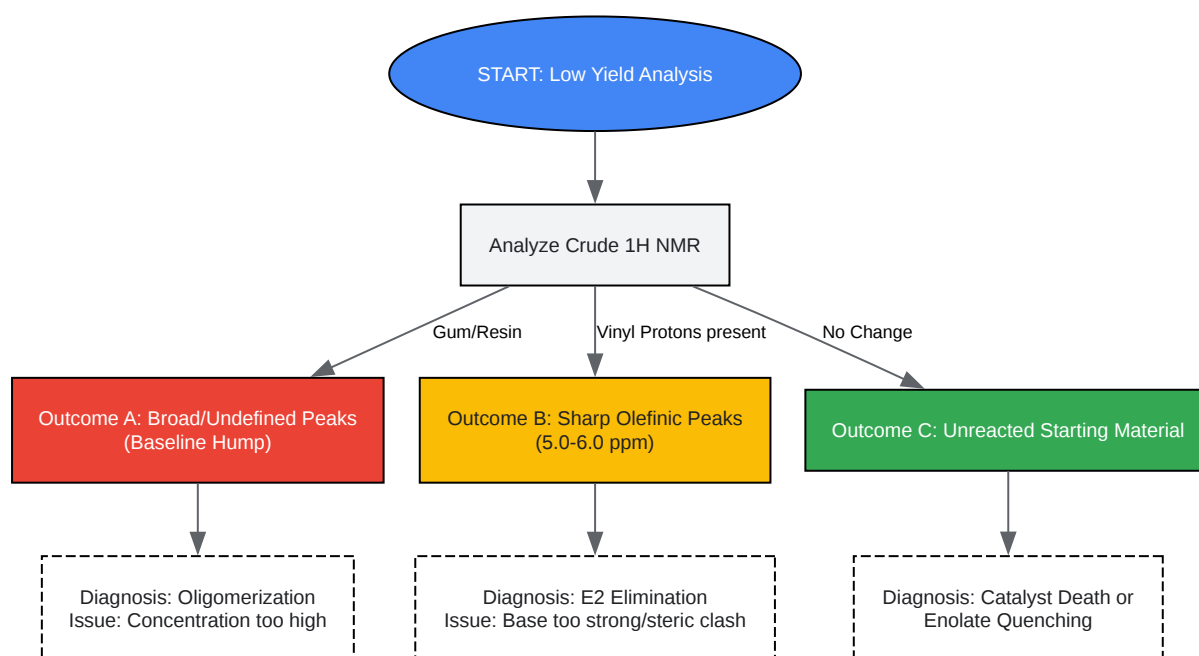 START: Low Yield Analysis
Analyze Crude 1H NMR
Gum/Resin
Vinyl Protons present
No Change
Outcome A: Broad/Undefined Peaks
(Baseline Hump)
Outcome B: Sharp Olefinic Peaks
(5.0-6.0 ppm)
Outcome C: Unreacted Starting Material
Diagnosis: Oligomerization
Issue: Concentration too high
Diagnosis: E2 Elimination
Issue: Base too strong/steric clash
Diagnosis: Catalyst Death or
Enolate Quenching